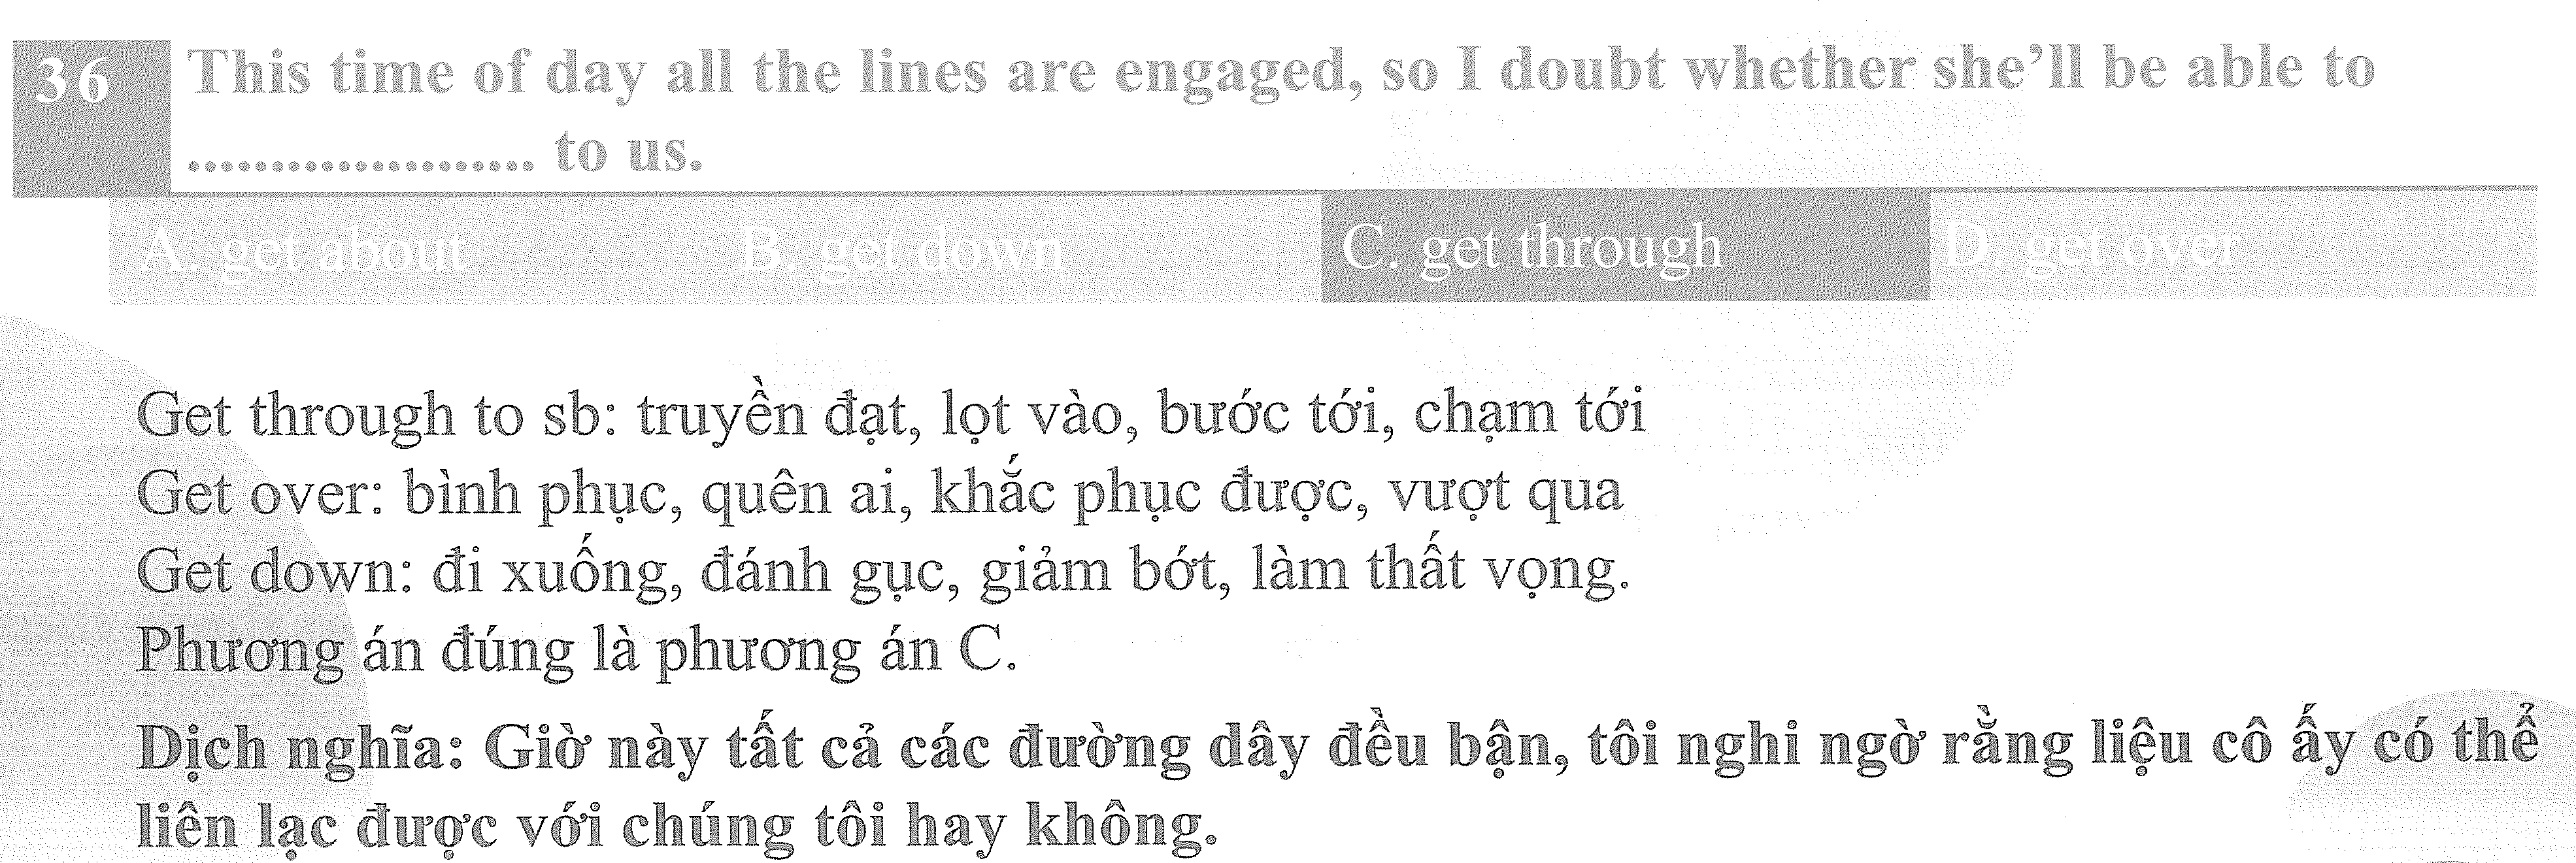 36 This time of day all the lines are engaged, so I doubt whether she'll be able to
..................... to us.
A. get about B. get down C. get through D. get over
Get through to sb: truyền đạt, lọt vào, bước tới, chạm tới
Get over: bình phục, quên ai, khắc phục được, vượt qua
Get down: đi xuống, đánh gục, giảm bớt, làm thất vọng.
Phương án đúng là phương án C.
Dịch nghĩa: Giờ này tất cả các đường dây đều bận, tôi nghi ngờ rằng liệu cô ấy có thể
liên lạc được với chúng tôi hay không.